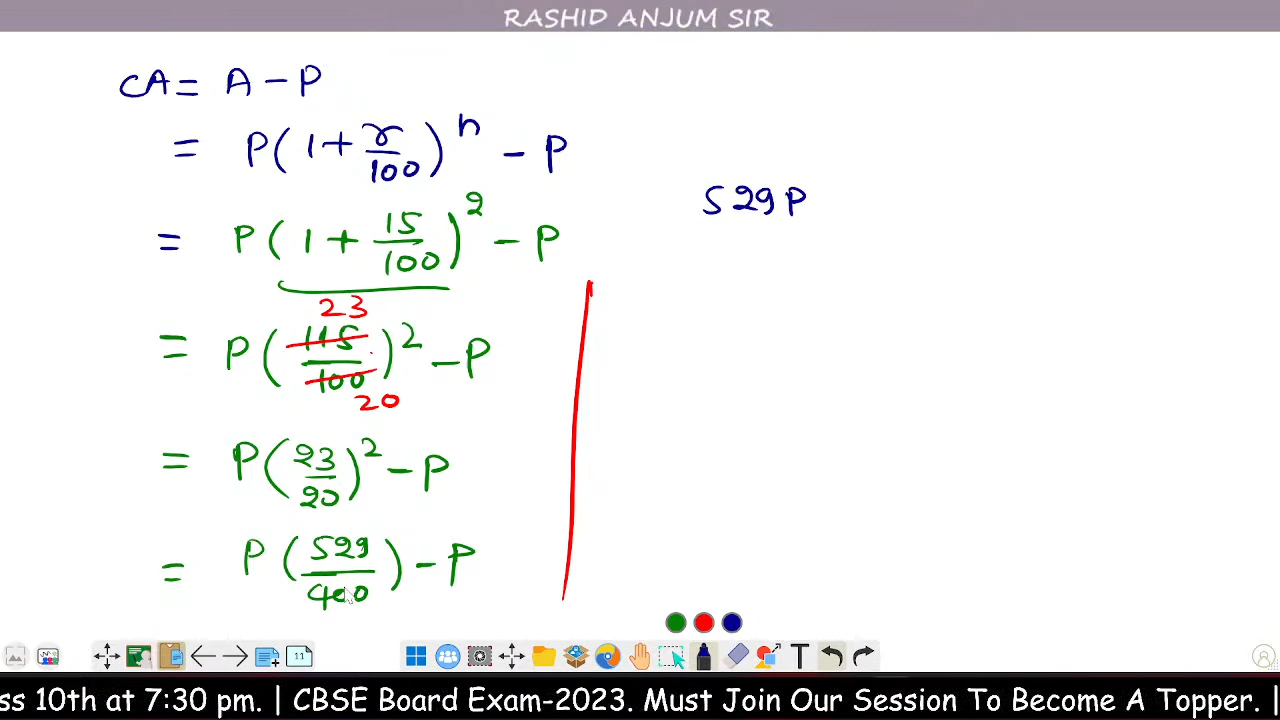 RASHID ANJUM SIR
CA = A - P
= P(1 + r/100)^n - P
= P(1 + 15/100)^2 - P
23
= P(115/100)^2 - P
20
= P(23/20)^2 - P
= P(529/400) - P
529P
11
ss 10th at 7:30 pm. | CBSE Board Exam-2023. Must Join Our Session To Become A Topper. |